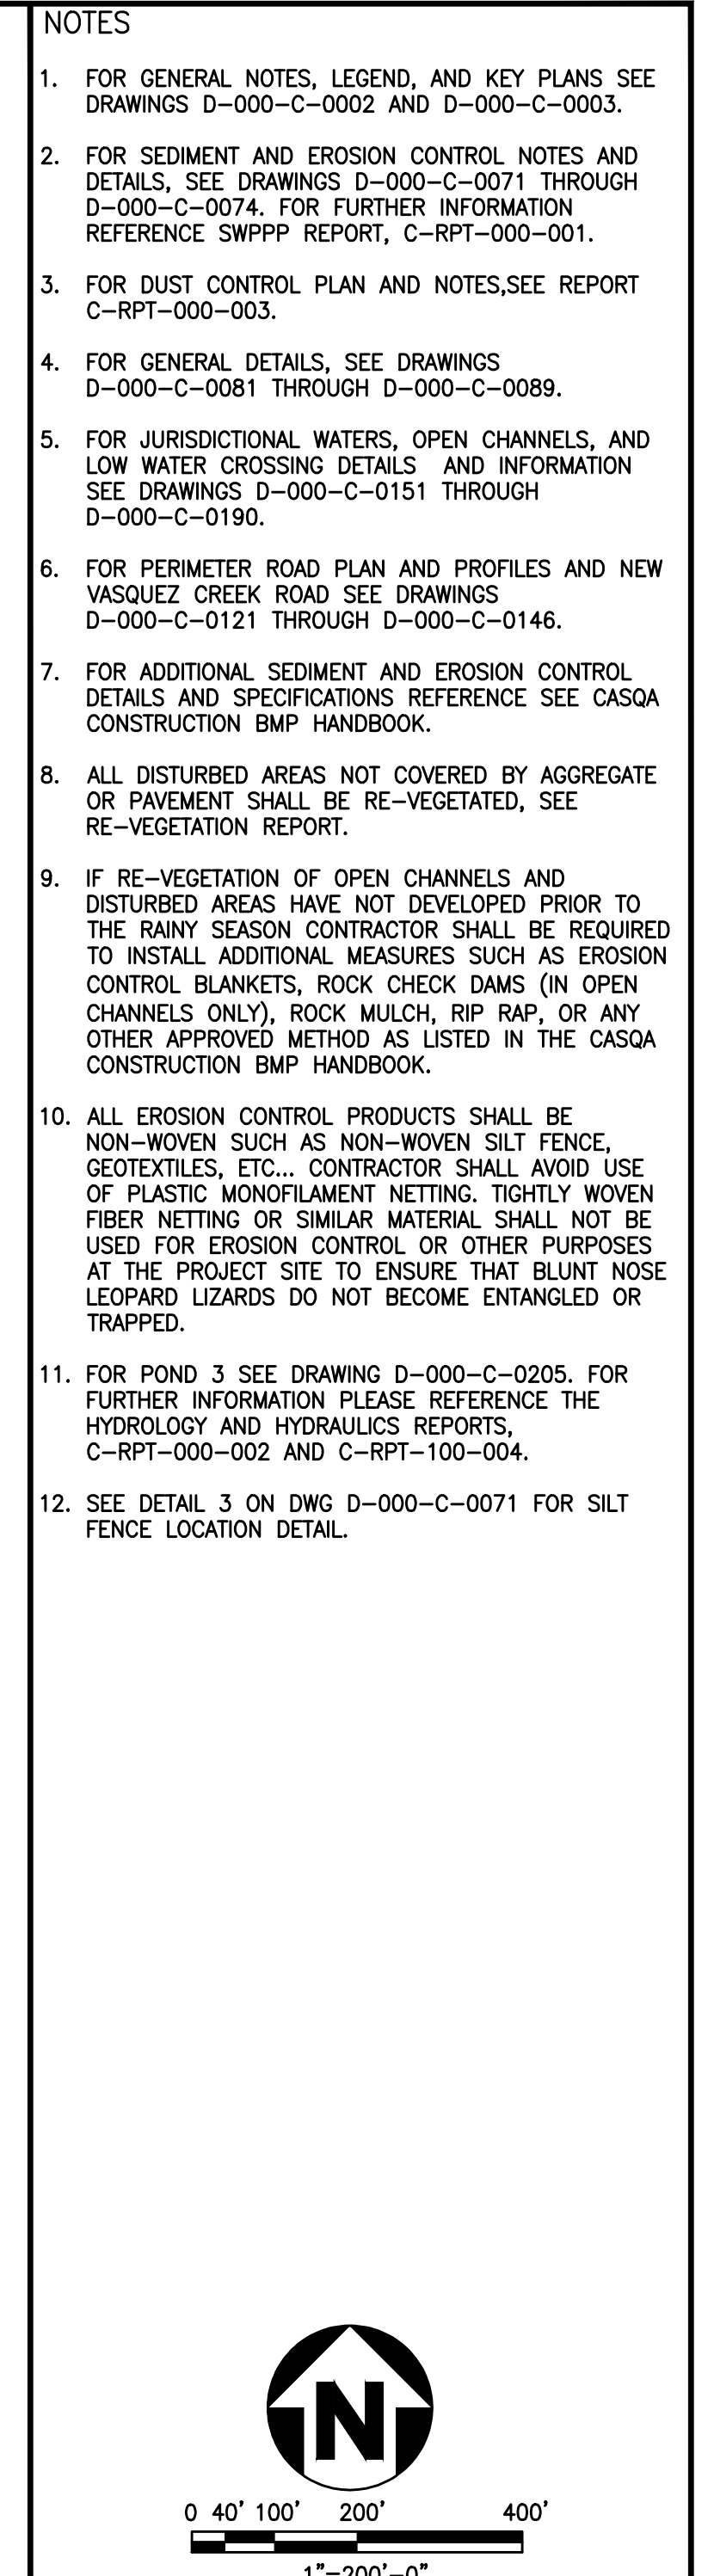 NOTES
1. FOR GENERAL NOTES, LEGEND, AND KEY PLANS SEE
DRAWINGS D-000-C-0002 AND D-000-C-0003.
2. FOR SEDIMENT AND EROSION CONTROL NOTES AND
DETAILS, SEE DRAWINGS D-000-C-0071 THROUGH
D-000-C-0074. FOR FURTHER INFORMATION
REFERENCE SWPPP REPORT, C-RPT-000-001.
3. FOR DUST CONTROL PLAN AND NOTES,SEE REPORT
C-RPT-000-003.
4. FOR GENERAL DETAILS, SEE DRAWINGS
D-000-C-0081 THROUGH D-000-C-0089.
5. FOR JURISDICTIONAL WATERS, OPEN CHANNELS, AND
LOW WATER CROSSING DETAILS AND INFORMATION
SEE DRAWINGS D-000-C-0151 THROUGH
D-000-C-0190.
6. FOR PERIMETER ROAD PLAN AND PROFILES AND NEW
VASQUEZ CREEK ROAD SEE DRAWINGS
D-000-C-0121 THROUGH D-000-C-0146.
7. FOR ADDITIONAL SEDIMENT AND EROSION CONTROL
DETAILS AND SPECIFICATIONS REFERENCE SEE CASQA
CONSTRUCTION BMP HANDBOOK.
8. ALL DISTURBED AREAS NOT COVERED BY AGGREGATE
OR PAVEMENT SHALL BE RE-VEGETATED, SEE
RE-VEGETATION REPORT.
9. IF RE-VEGETATION OF OPEN CHANNELS AND
DISTURBED AREAS HAVE NOT DEVELOPED PRIOR TO
THE RAINY SEASON CONTRACTOR SHALL BE REQUIRED
TO INSTALL ADDITIONAL MEASURES SUCH AS EROSION
CONTROL BLANKETS, ROCK CHECK DAMS (IN OPEN
CHANNELS ONLY), ROCK MULCH, RIP RAP, OR ANY
OTHER APPROVED METHOD AS LISTED IN THE CASQA
CONSTRUCTION BMP HANDBOOK.
10. ALL EROSION CONTROL PRODUCTS SHALL BE
NON-WOVEN SUCH AS NON-WOVEN SILT FENCE,
GEOTEXTILES, ETC... CONTRACTOR SHALL AVOID USE
OF PLASTIC MONOFILAMENT NETTING. TIGHTLY WOVEN
FIBER NETTING OR SIMILAR MATERIAL SHALL NOT BE
USED FOR EROSION CONTROL OR OTHER PURPOSES
AT THE PROJECT SITE TO ENSURE THAT BLUNT NOSE
LEOPARD LIZARDS DO NOT BECOME ENTANGLED OR
TRAPPED.
11. FOR POND 3 SEE DRAWING D-000-C-0205. FOR
FURTHER INFORMATION PLEASE REFERENCE THE
HYDROLOGY AND HYDRAULICS REPORTS,
C-RPT-000-002 AND C-RPT-100-004.
12. SEE DETAIL 3 ON DWG D-000-C-0071 FOR SILT
FENCE LOCATION DETAIL.
N
0 40' 100' 200' 400'
1"=200'-0"